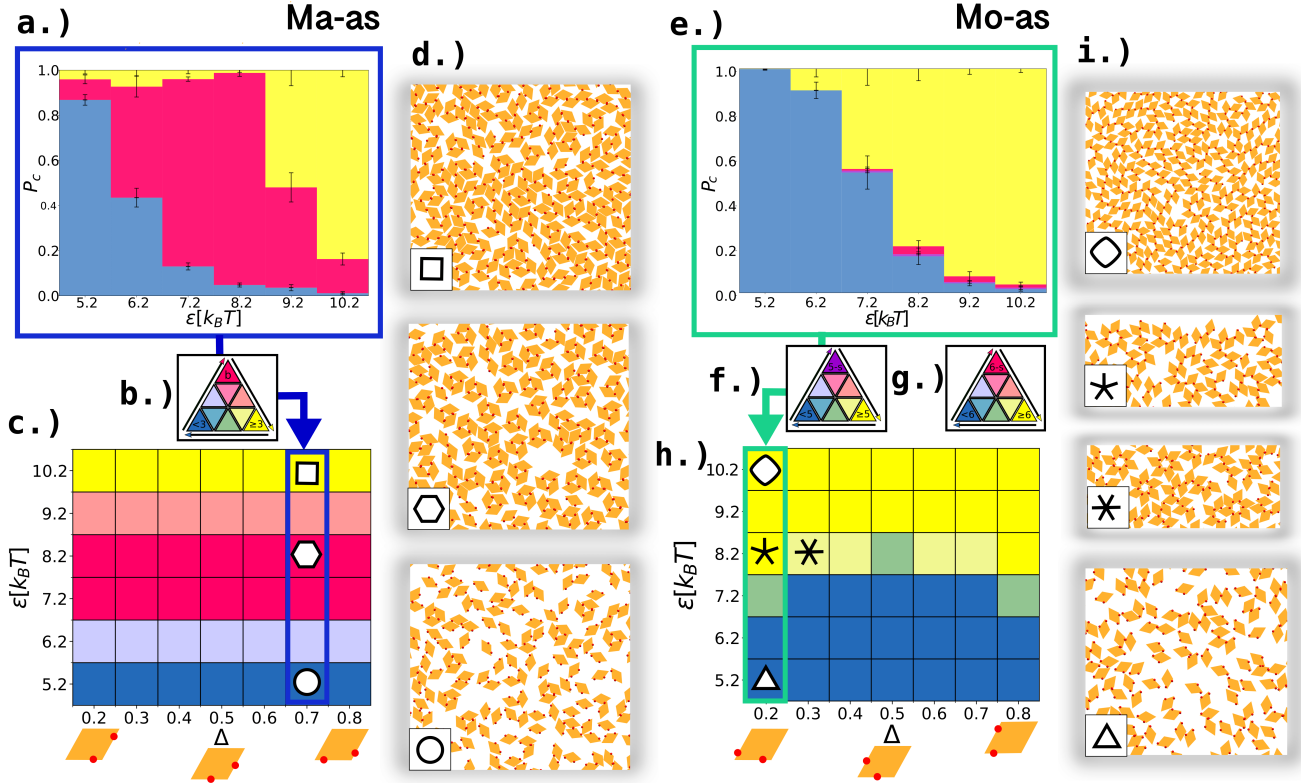 a.)
Ma-as
1.0
0.8
0.6
0.4
0.2
0.0
P_c
5.2 6.2 7.2 8.2 9.2 10.2
ε[k_BT]
b.)
b
<3 ≥3
c.)
10.2
9.2
8.2
7.2
6.2
5.2
ε[k_BT]
0.2 0.3 0.4 0.5 0.6 0.7 0.8
Δ
d.)
e.)
Mo-as
1.0
0.8
0.6
0.4
0.2
0.0
P_c
5.2 6.2 7.2 8.2 9.2 10.2
ε[k_BT]
f.)
5-s
<5 ≥5
g.)
6-s
<6 ≥6
h.)
10.2
9.2
8.2
7.2
6.2
5.2
ε[k_BT]
0.2 0.3 0.4 0.5 0.6 0.7 0.8
Δ
i.)